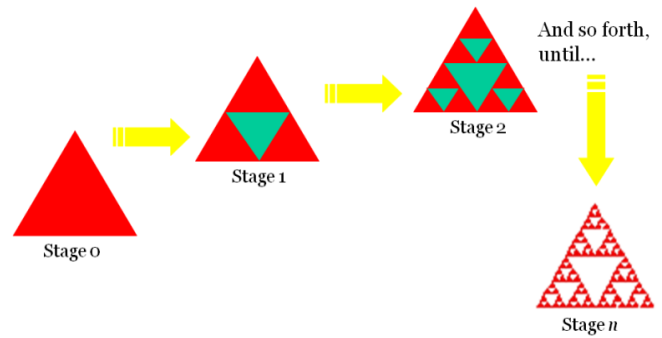 Stage 0
Stage 1
Stage 2
And so forth,
until...
Stage n